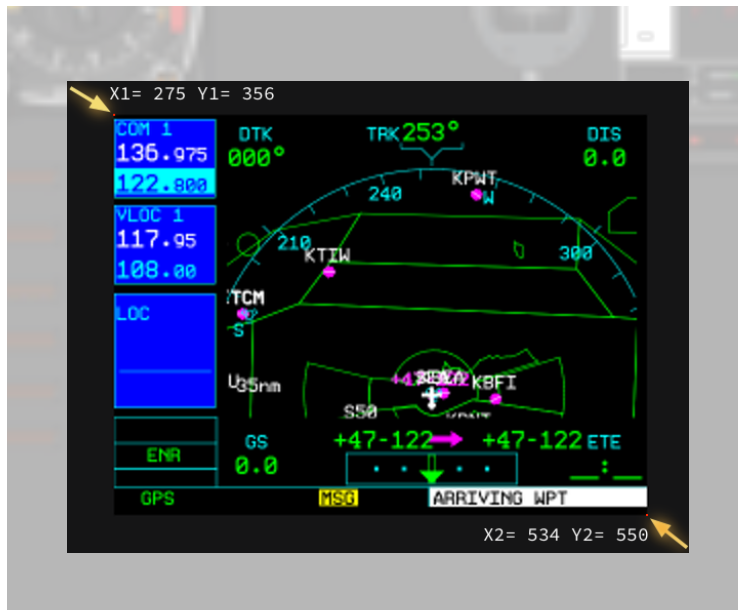 X1= 275 Y1= 356
COM 1
136.975
122.800
DTK
000°
TRK 253°
DIS
0.0
VLOC 1
117.95
108.00
KPWT
W
240
210
300
KTIW
TCM
S
LOC
35nm
KBFI
S50
ENR
GS
0.0
+47-122 +47-122
ETE
__:__
GPS
MSG
ARRIVING WPT
X2= 534 Y2= 550